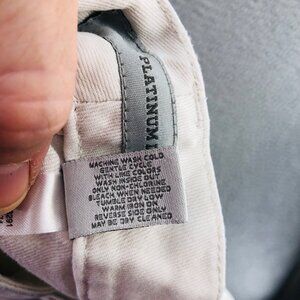 PLATINUM
MACHINE WASH COLD
GENTLE CYCLE
WITH LIKE COLORS
WASH INSIDE OUT
ONLY NON-CHLORINE
BLEACH WHEN NEEDED
TUMBLE DRY LOW
WARM IRON ON
REVERSE SIDE ONLY
MAY BE DRY CLEANED